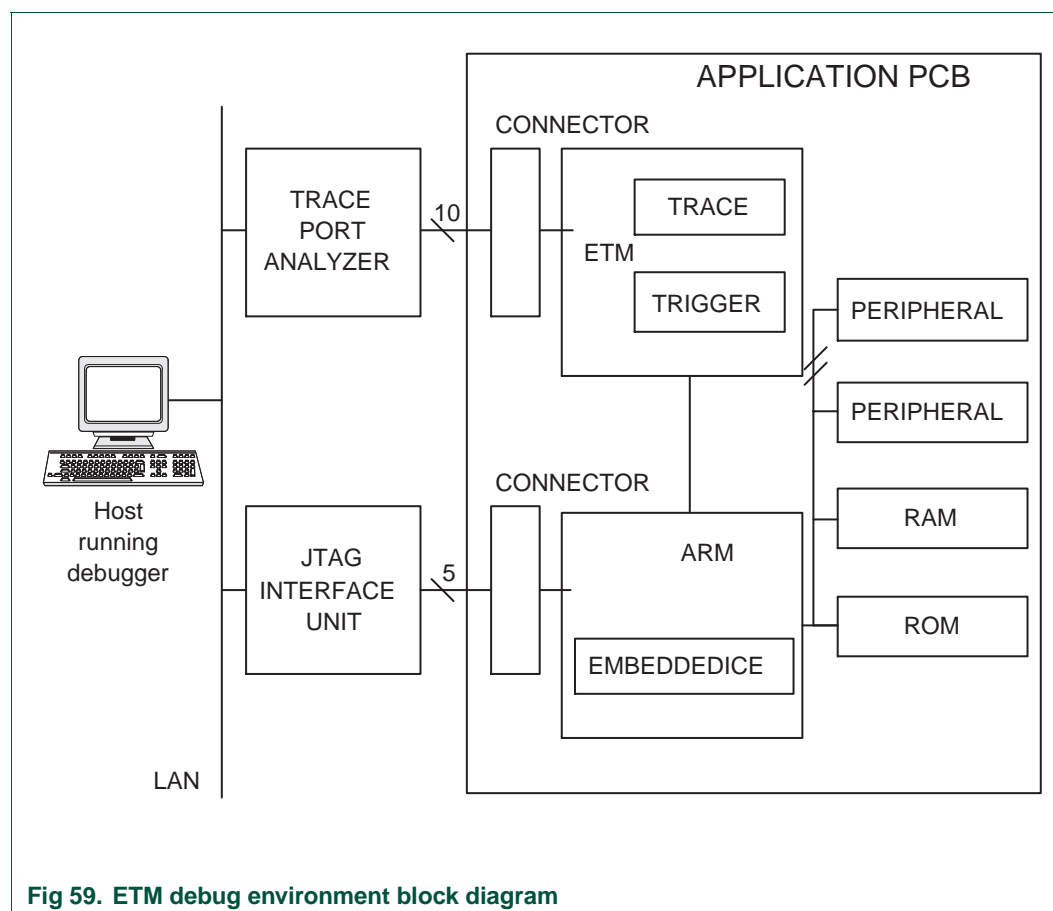 APPLICATION PCB
CONNECTOR
TRACE
PORT
ANALYZER
10
TRACE
ETM
TRIGGER
PERIPHERAL
PERIPHERAL
Host
running
debugger
CONNECTOR
JTAG
INTERFACE
UNIT
5
ARM
EMBEDDEDICE
RAM
ROM
LAN
Fig 59. ETM debug environment block diagram